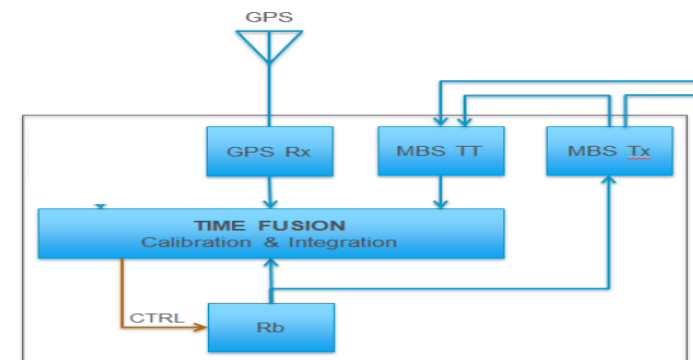 GPS
GPS Rx
MBS TT
MBS Tx
TIME FUSION
Calibration & Integration
CTRL
Rb